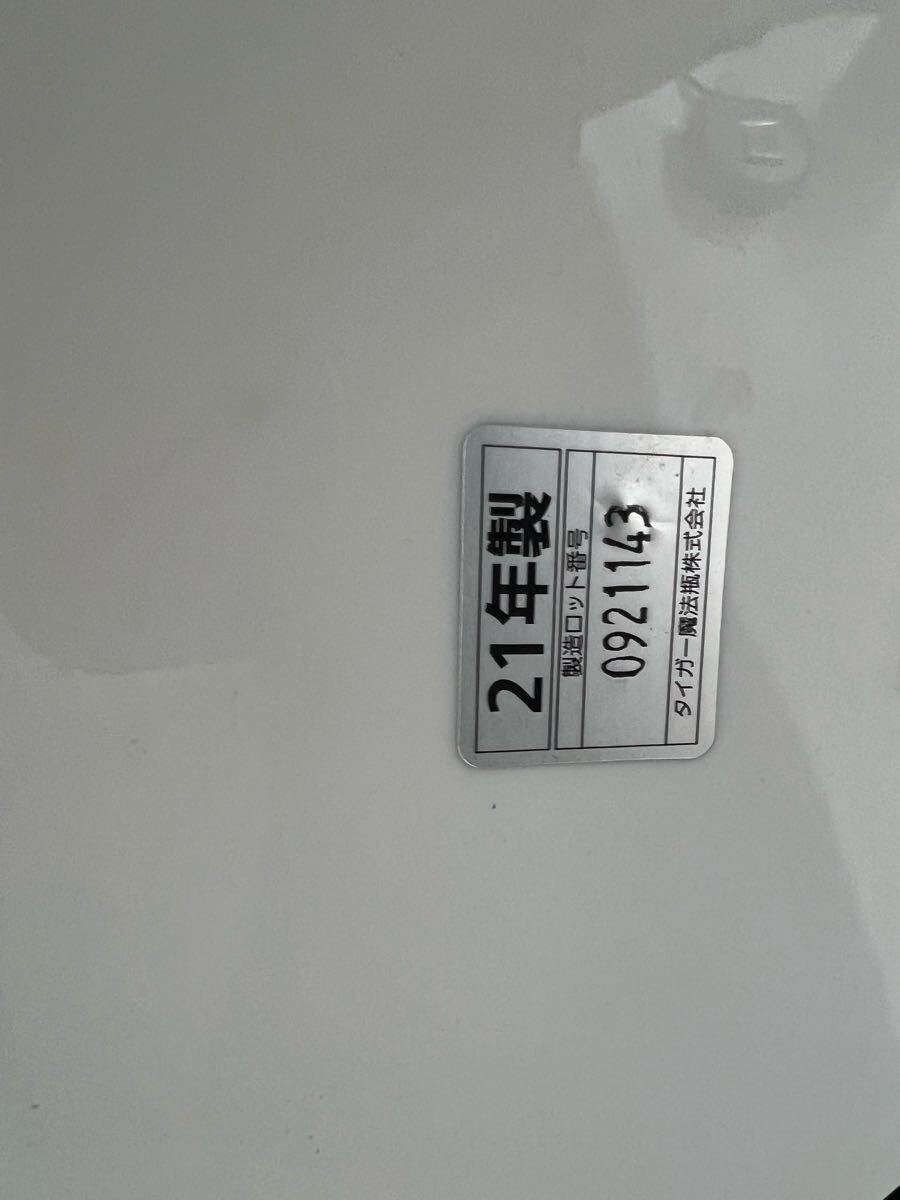 21年製
製造ロット番号
0921143
タイガー魔法瓶株式会社